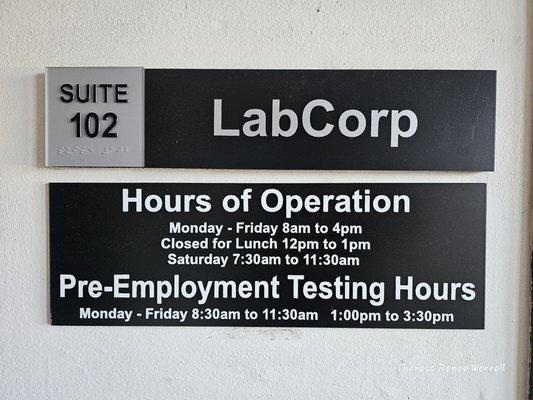 SUITE
102
LabCorp
Hours of Operation
Monday - Friday 8am to 4pm
Closed for Lunch 12pm to 1pm
Saturday 7:30am to 11:30am
Pre-Employment Testing Hours
Monday - Friday 8:30am to 11:30am 1:00pm to 3:30pm
Theress Renee Worrell